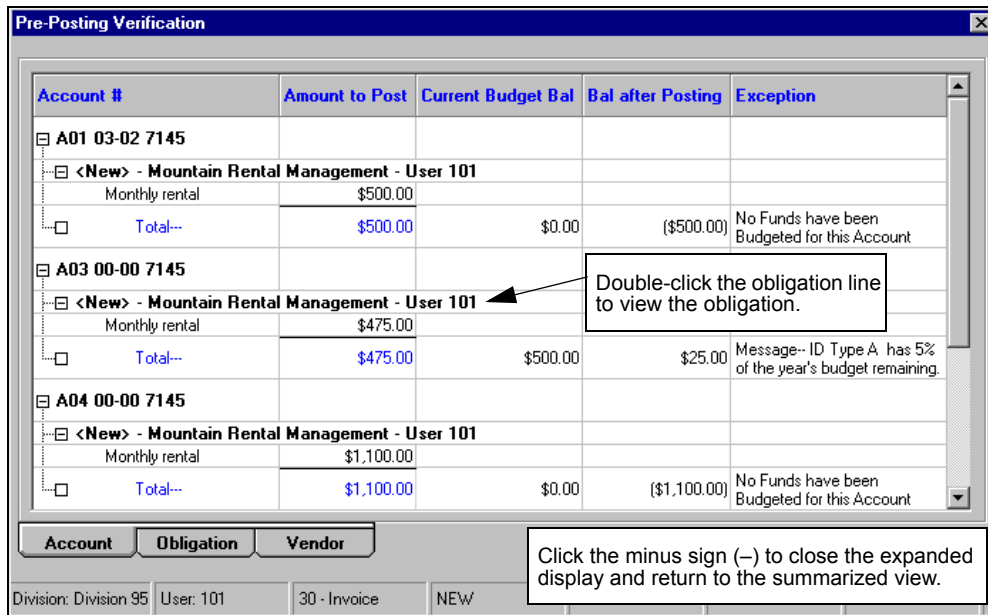 Pre-Posting Verification
Account # Amount to Post Current Budget Bal Bal after Posting Exception
A01 03-02 7145
<New> - Mountain Rental Management - User 101
Monthly rental $500.00
Total--- $500.00 $0.00 ($500.00) No Funds have been
Budgeted for this Account
A03 00-00 7145
Double-click the obligation line
to view the obligation.
<New> - Mountain Rental Management - User 101
Monthly rental $475.00
Total--- $475.00 $500.00 $25.00 Message-- ID Type A has 5%
of the year's budget remaining.
A04 00-00 7145
<New> - Mountain Rental Management - User 101
Monthly rental $1,100.00
Total--- $1,100.00 $0.00 ($1,100.00) No Funds have been
Budgeted for this Account
Account Obligation Vendor
Click the minus sign (–) to close the expanded
display and return to the summarized view.
Division: Division 95 User: 101 30 - Invoice NEW